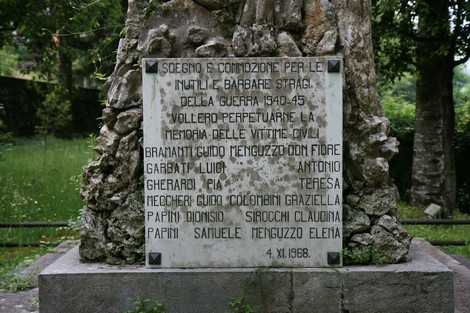 SDEGNO E COMMOZIONE PER LE
INUTILI E BARBARE STRAGI
DELLA GUERRA 1940-45
VOLLERO PERPETUARNE LA
MEMORIA DELLE VITTIME CIVILI
BRAMANTI GUIDO MENGUZZO DON FIORE
GARBATI LUIGI " ANTONIO
GHERARDI PIA " TERESA
MECCHERI GUIDO COLOMBINI GRAZIELLA
PAPINI DIONISIO SIROCCHI CLAUDINA
PAPINI SAMUELE MENGUZZO ELENA
4.XI.1968.